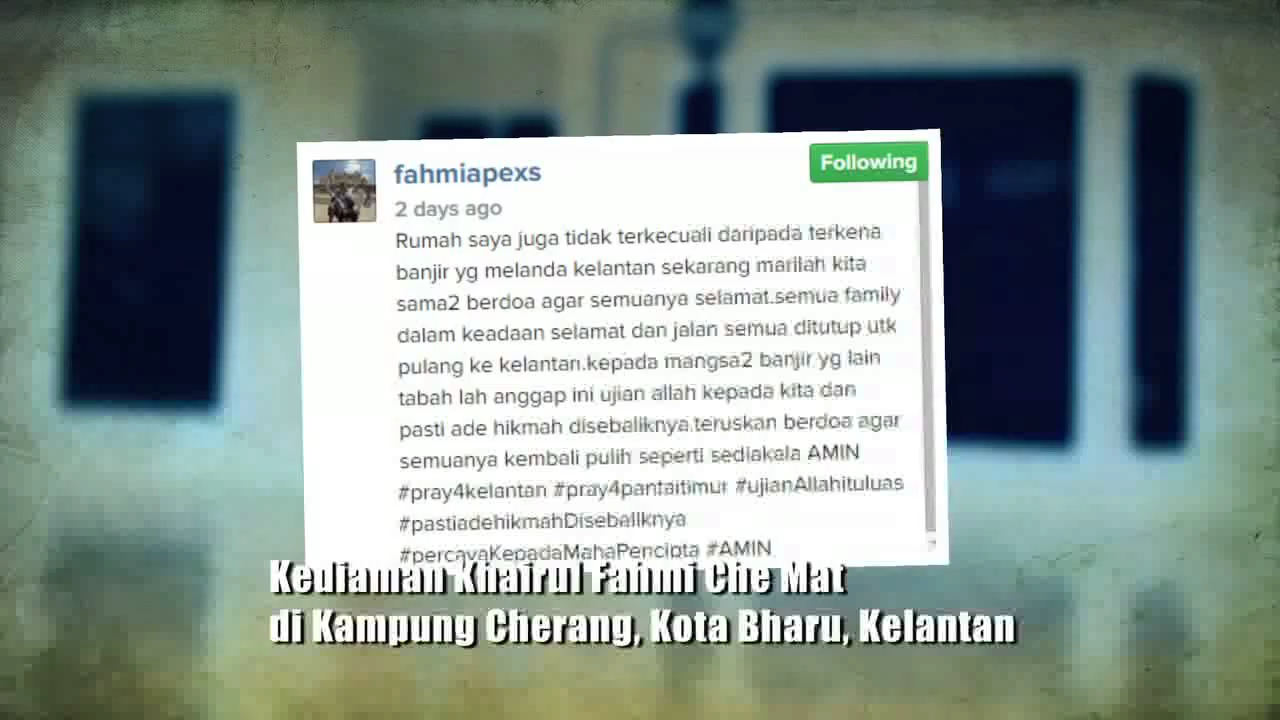 fahmiapexs
Following
2 days ago
Rumah saya juga tidak terkecuali daripada terkena
banjir yg melanda kelantan sekarang marilah kita
sama2 berdoa agar semuanya selamat.semua family
dalam keadaan selamat dan jalan semua ditutup utk
pulang ke kelantan.kepada mangsa2 banjir yg lain
tabah lah anggap ini ujian allah kepada kita dan
pasti ade hikmah disebaliknya.teruskan berdoa agar
semuanya kembali pulih seperti sediakala AMIN
#pray4kelantan #pray4pantaitimur #ujianAllahituluas
#pastiadehikmahDisebaliknya
#percayaKepadaMahaPencipta #AMIN
Kediaman Khairul Fahmi Che Mat
di Kampung Cherang, Kota Bharu, Kelantan